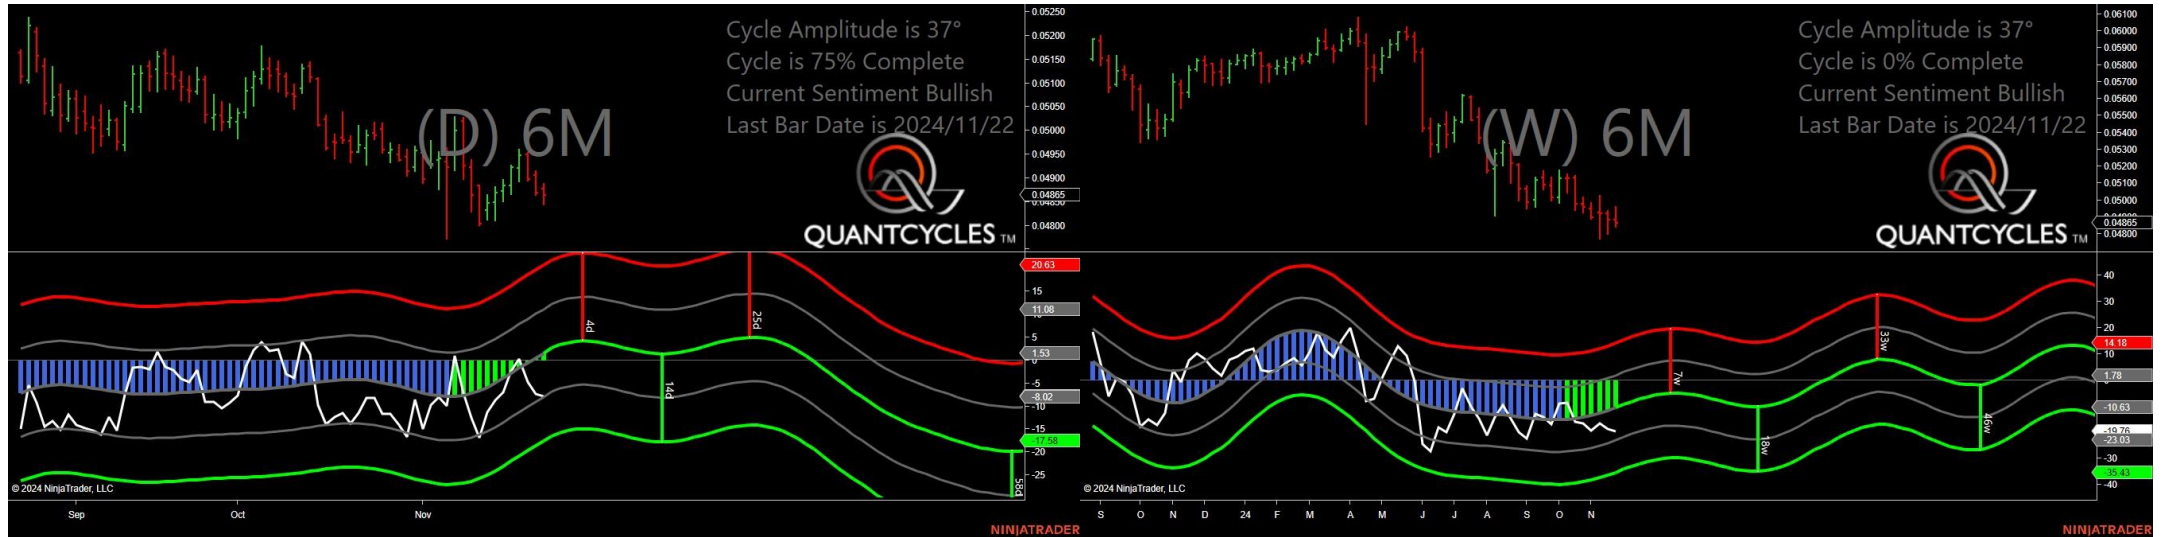 Cycle Amplitude is 37°
Cycle is 75% Complete
Current Sentiment Bullish
Last Bar Date is 2024/11/22
(D) 6M
QUANTCYCLES TM
0.05250
0.05200
0.05150
0.05100
0.05050
0.05000
0.04950
0.04900
0.04865
0.04850
0.04800
20.63
15
11.08
5
1.53
-5
-8.02
-10
-15
-17.58
-20
-25
4d
25d
14d
58d
© 2024 NinjaTrader, LLC
Sep Oct Nov
NINJATRADER
Cycle Amplitude is 37°
Cycle is 0% Complete
Current Sentiment Bullish
Last Bar Date is 2024/11/22
(W) 6M
QUANTCYCLES TM
0.06100
0.06000
0.05900
0.05800
0.05700
0.05600
0.05500
0.05400
0.05300
0.05200
0.05100
0.05000
0.04865
0.04800
40
30
20
14.18
10
1.78
-10.63
-19.76
-23.03
-30
-35.43
-40
7w
33w
18w
46w
© 2024 NinjaTrader, LLC
S O N D 24 F M A M J J A S O N
NINJATRADER